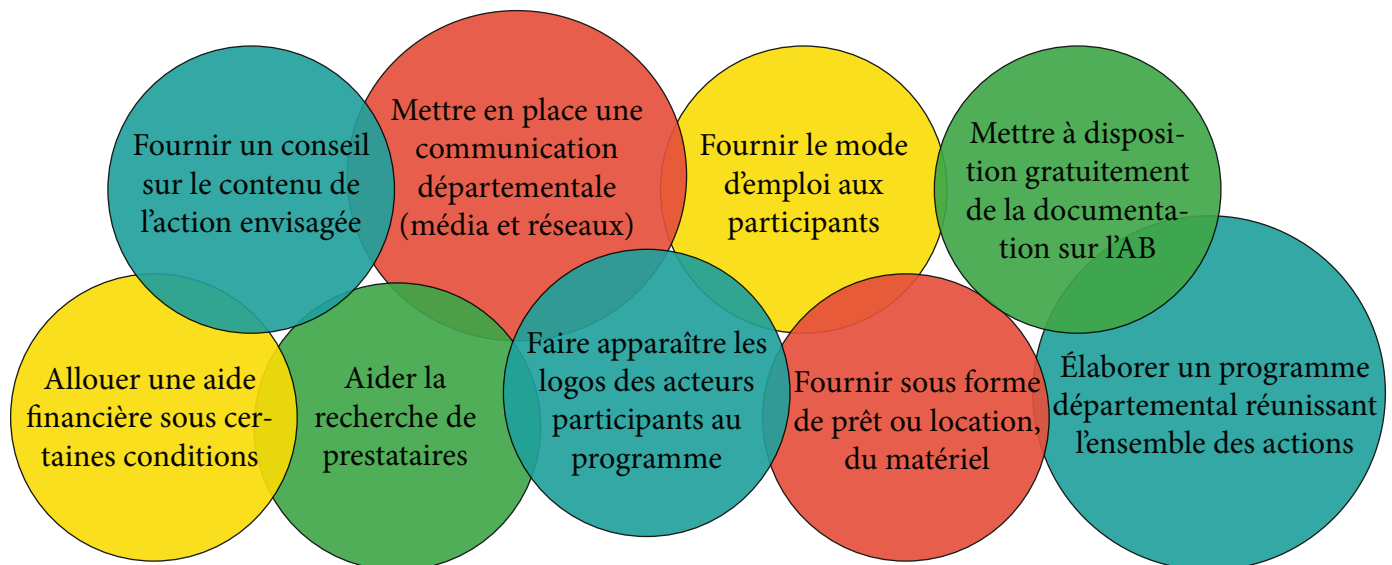 Fournir un conseil
sur le contenu de
l’action envisagée
Mettre en place une
communication
départementale
(média et réseaux)
Fournir le mode
d’emploi aux
participants
Mettre à disposi-
tion gratuitement
de la documenta-
tion sur l’AB
Allouer une aide
financière sous cer-
taines conditions
Aider la
recherche de
prestataires
Faire apparaître les
logos des acteurs
participants au
programme
Fournir sous forme
de prêt ou location,
du matériel
Élaborer un programme
départemental réunissant
l’ensemble des actions